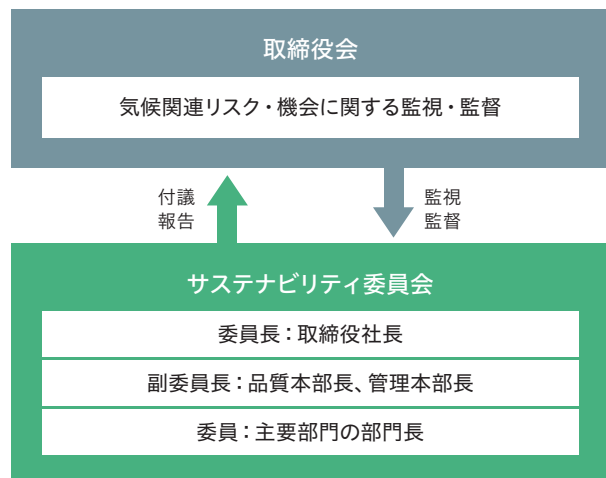 取締役会
気候関連リスク・機会に関する監視・監督
付議
報告
監視
監督
サステナビリティ委員会
委員長：取締役社長
副委員長：品質本部長、管理本部長
委員：主要部門の部門長